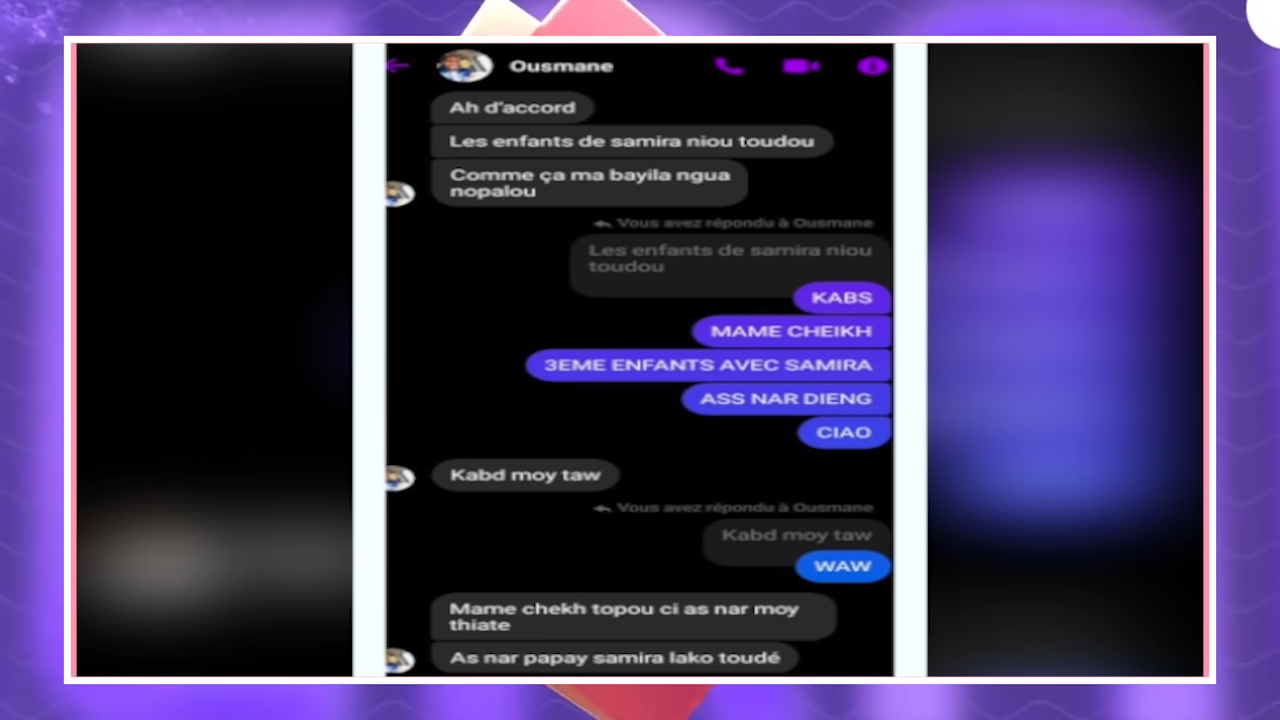 Ousmane
Ah d'accord
Les enfants de samira niou toudou
Comme ça ma bayila ngua
nopalou
Vous avez répondu à Ousmane
Les enfants de samira niou
toudou
KABS
MAME CHEIKH
3EME ENFANTS AVEC SAMIRA
ASS NAR DIENG
CIAO
Kabd moy taw
Vous avez répondu à Ousmane
Kabd moy taw
WAW
Mame chekh topou ci as nar moy
thiate
As nar papay samira lako toudé